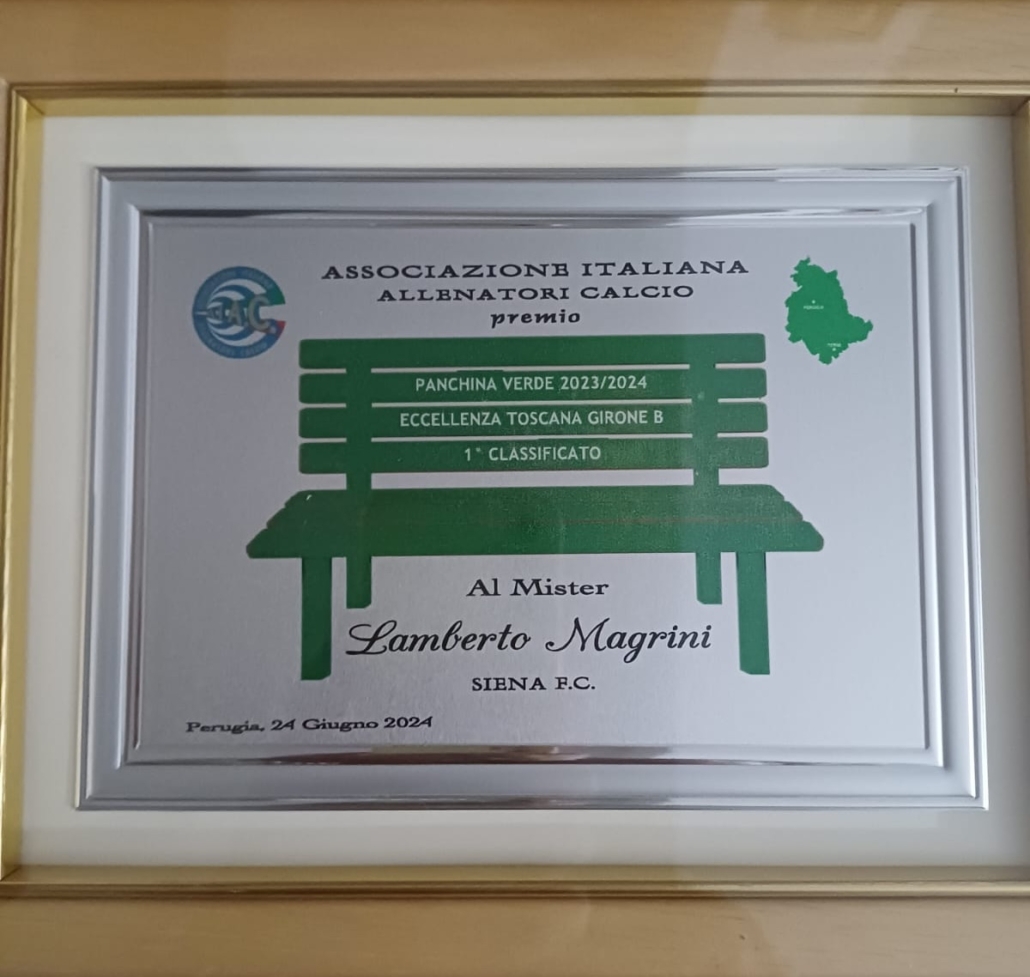 ASSOCIAZIONE ITALIANA
ALLENATORI CALCIO
premio
PANCHINA VERDE 2023/2024
ECCELLENZA TOSCANA GIRONE B
1° CLASSIFICATO
Al Mister
Lamberto Magrini
SIENA F.C.
Perugia, 24 Giugno 2024